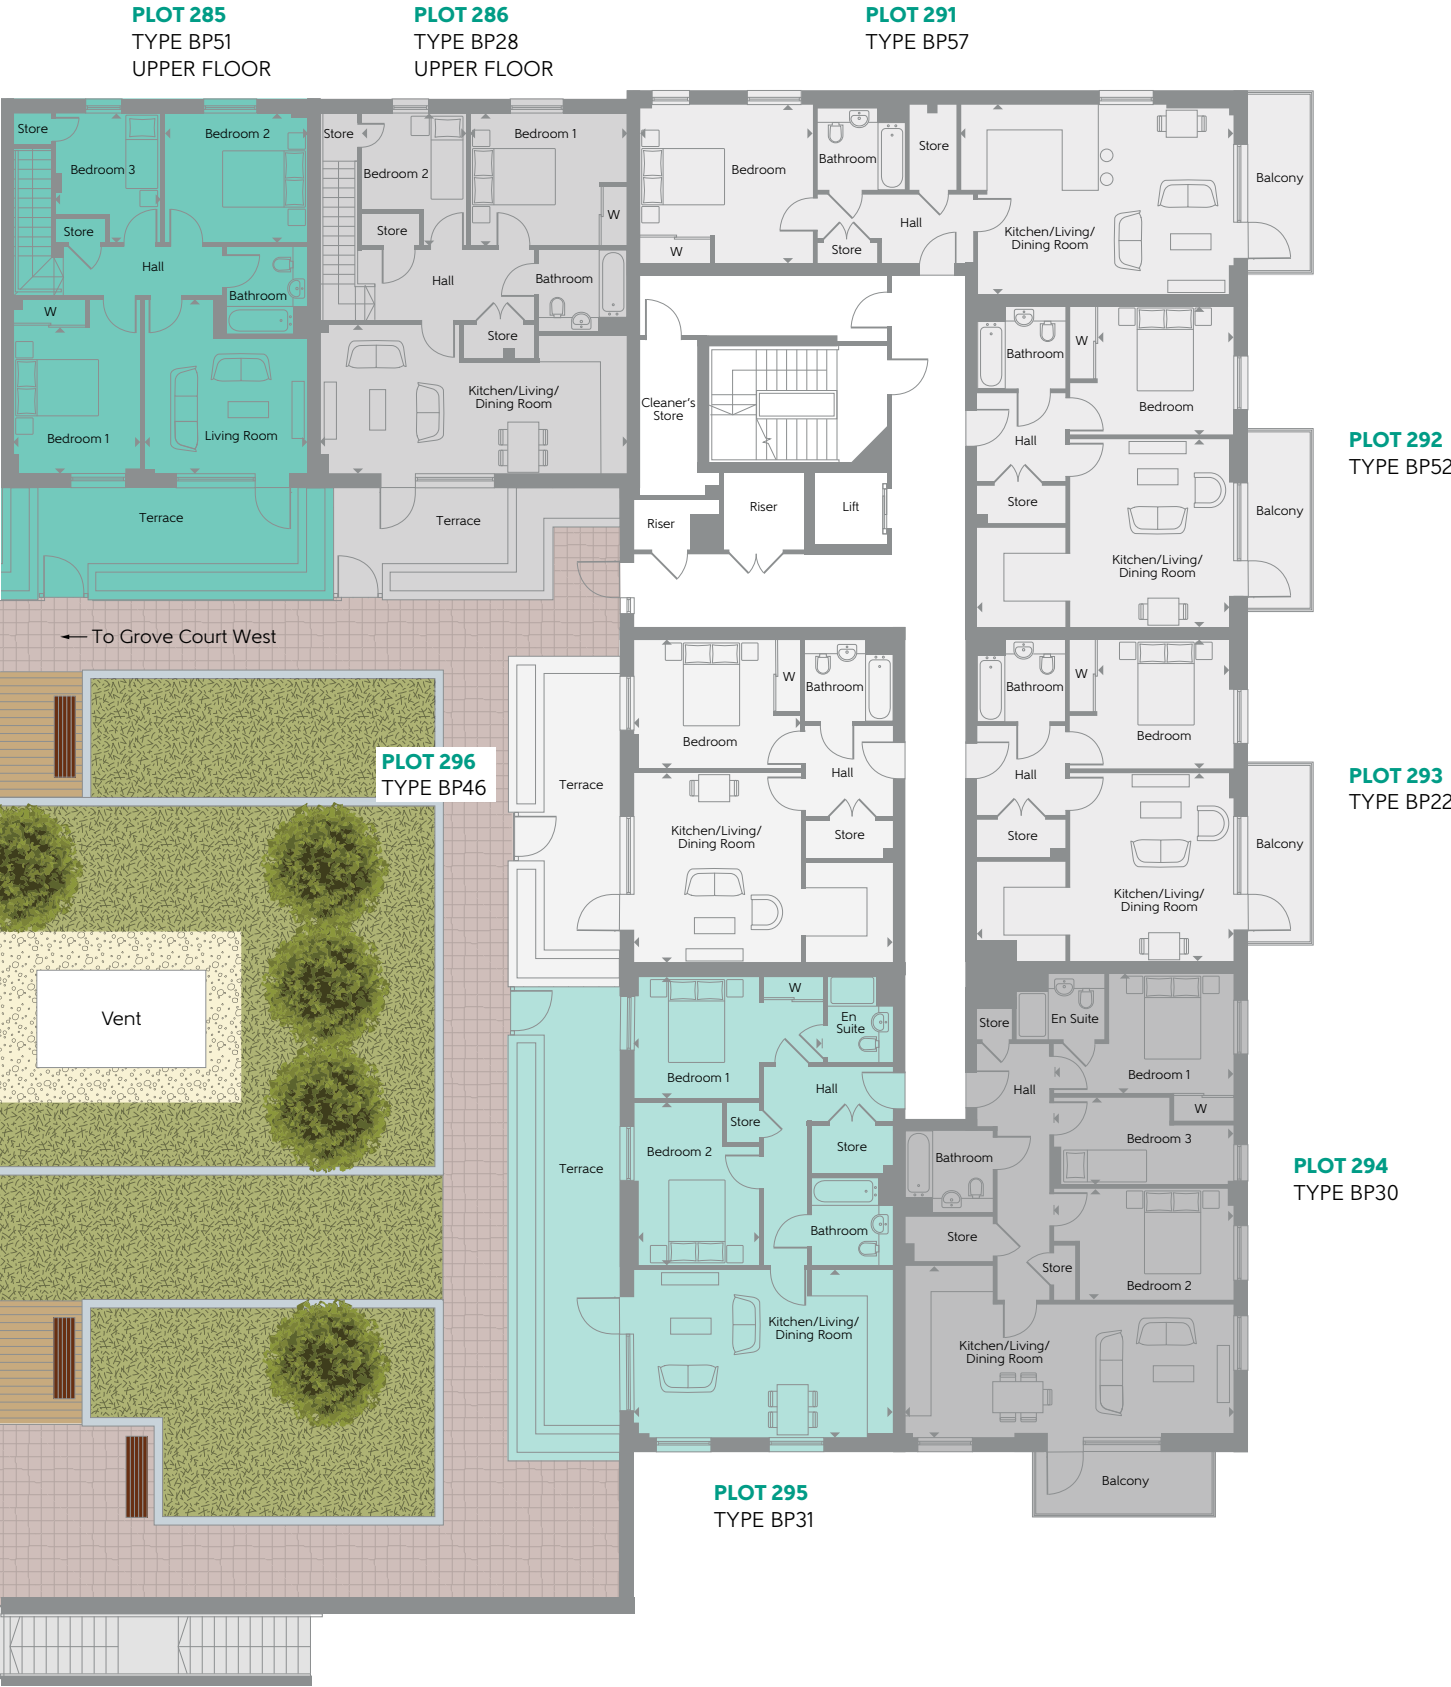 PLOT 285
TYPE BP51
UPPER FLOOR
PLOT 286
TYPE BP28
UPPER FLOOR
PLOT 291
TYPE BP57
Store
Bedroom 3
Bedroom 2
Store
Hall
Bathroom
W
Bedroom 1
Living Room
Terrace
Store
Bedroom 2
Bedroom 1
W
Store
Hall
Bathroom
Store
Kitchen/Living/
Dining Room
Terrace
Bedroom
W
Bathroom
Store
Hall
Store
Kitchen/Living/
Dining Room
Balcony
Cleaner's
Store
Riser
Riser
Lift
Bathroom
W
Bedroom
Hall
Store
Kitchen/Living/
Dining Room
Balcony
PLOT 292
TYPE BP52
To Grove Court West
PLOT 296
TYPE BP46
Bedroom
W
Bathroom
Hall
Terrace
Kitchen/Living/
Dining Room
Store
Bathroom
W
Bedroom
Hall
Store
Kitchen/Living/
Dining Room
Balcony
PLOT 293
TYPE BP22
Vent
W
En
Suite
Bedroom 1
Hall
Store
Bedroom 2
Store
Terrace
Bathroom
Kitchen/Living/
Dining Room
PLOT 295
TYPE BP31
Store
En Suite
Bedroom 1
Hall
W
Bedroom 3
Bathroom
Store
Store
Bedroom 2
Kitchen/Living/
Dining Room
Balcony
PLOT 294
TYPE BP30